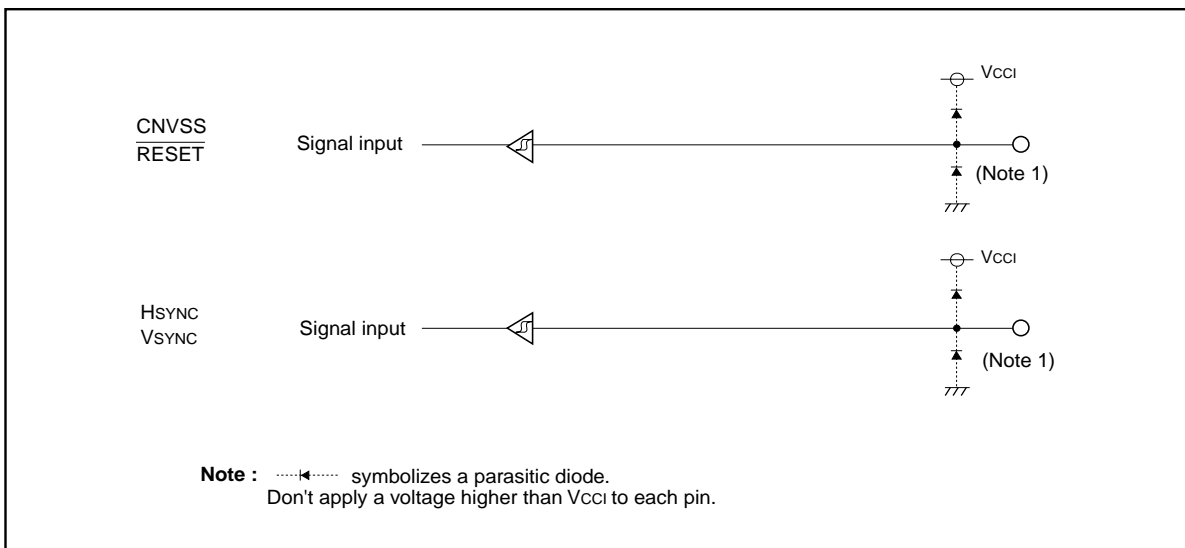 VCCI
CNVSS
RESET
Signal input
(Note 1)
VCCI
HSYNC
VSYNC
Signal input
(Note 1)
Note : symbolizes a parasitic diode.
Don't apply a voltage higher than VCCI to each pin.